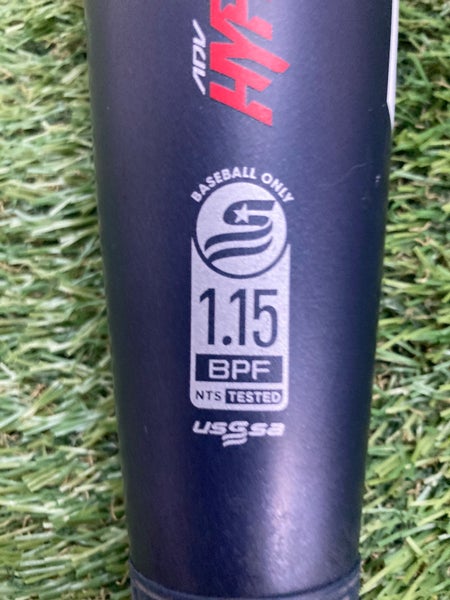 ADV
BASEBALL ONLY
1.15
BPF
NTS TESTED
usssa